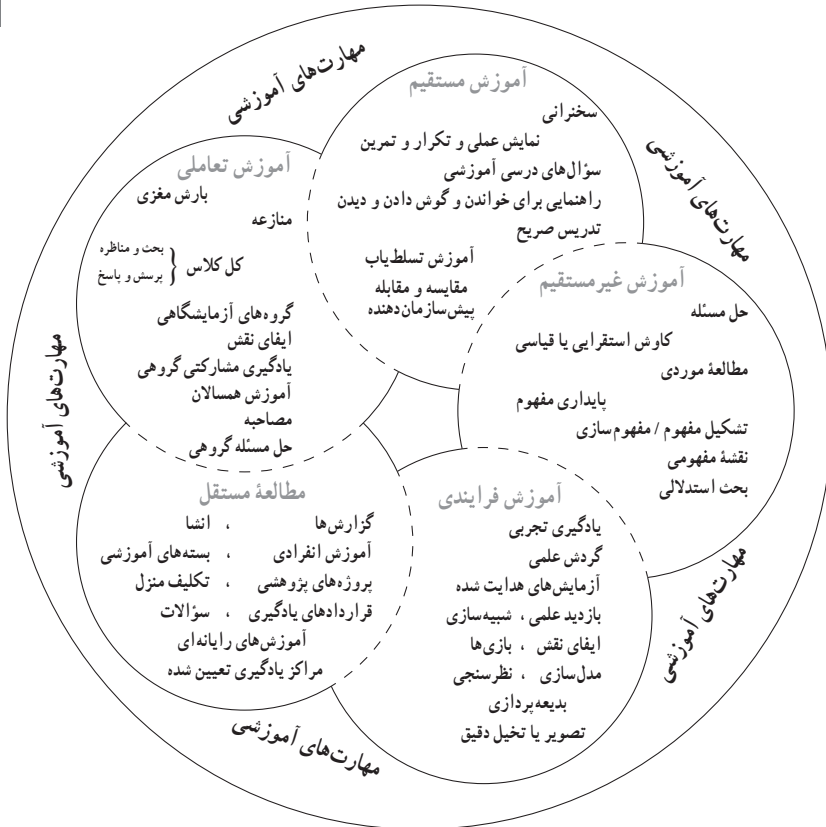 مهارت‌های آموزشی
مهارت‌های آموزشی
مهارت‌های آموزشی
مهارت‌های آموزشی
مهارت‌های آموزشی
آموزش مستقیم
سخنرانی
نمایش عملی و تکرار و تمرین
سؤال‌های درسی آموزشی
راهنمایی برای خواندن و گوش دادن و دیدن
تدریس صریح
آموزش تسلط‌یاب
مقایسه و مقابله
پیش‌سازمان‌دهنده
آموزش غیرمستقیم
حل مسئله
کاوش استقرایی یا قیاسی
مطالعهٔ موردی
پایداری مفهوم
تشکیل مفهوم / مفهوم‌سازی
نقشهٔ مفهومی
بحث استدلالی
آموزش تعاملی
بارش مغزی
منازعه
کل کلاس { بحث و مناظره
پرسش و پاسخ
گروه‌های آزمایشگاهی
ایفای نقش
یادگیری مشارکتی گروهی
آموزش همسالان
مصاحبه
حل مسئله گروهی
آموزش فرایندی
یادگیری تجربی
گردش علمی
آزمایش‌های هدایت شده
بازدید علمی ، شبیه‌سازی
ایفای نقش ، بازی‌ها
مدل‌سازی ، نظرسنجی
بدیعه‌پردازی
تصویر یا تخیل دقیق
مطالعهٔ مستقل
گزارش‌ها ، انشا
آموزش انفرادی ، بسته‌های آموزشی
پروژه‌های پژوهشی ، تکلیف منزل
قراردادهای یادگیری ، سؤالات
آموزش‌های رایانه‌ای
مراکز یادگیری تعیین شده